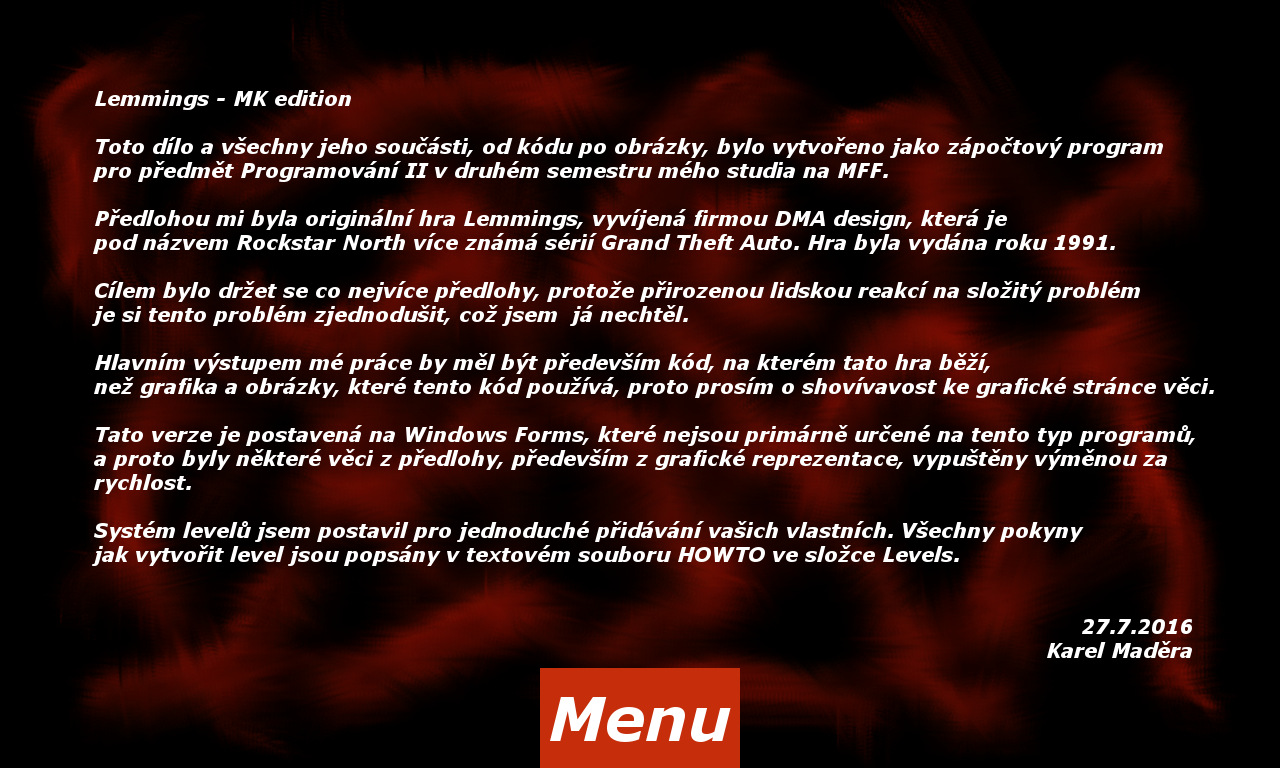 Lemmings - MK edition
Toto dílo a všechny jeho součásti, od kódu po obrázky, bylo vytvořeno jako zápočtový program
pro předmět Programování II v druhém semestru mého studia na MFF.
Předlohou mi byla originální hra Lemmings, vyvíjená firmou DMA design, která je
pod názvem Rockstar North více známá sérií Grand Theft Auto. Hra byla vydána roku 1991.
Cílem bylo držet se co nejvíce předlohy, protože přirozenou lidskou reakcí na složitý problém
je si tento problém zjednodušit, což jsem  já nechtěl.
Hlavním výstupem mé práce by měl být především kód, na kterém tato hra běží,
než grafika a obrázky, které tento kód používá, proto prosím o shovívavost ke grafické stránce věci.
Tato verze je postavená na Windows Forms, které nejsou primárně určené na tento typ programů,
a proto byly některé věci z předlohy, především z grafické reprezentace, vypuštěny výměnou za
rychlost.
Systém levelů jsem postavil pro jednoduché přidávání vašich vlastních. Všechny pokyny
jak vytvořit level jsou popsány v textovém souboru HOWTO ve složce Levels.
27.7.2016
Karel Maděra
Menu